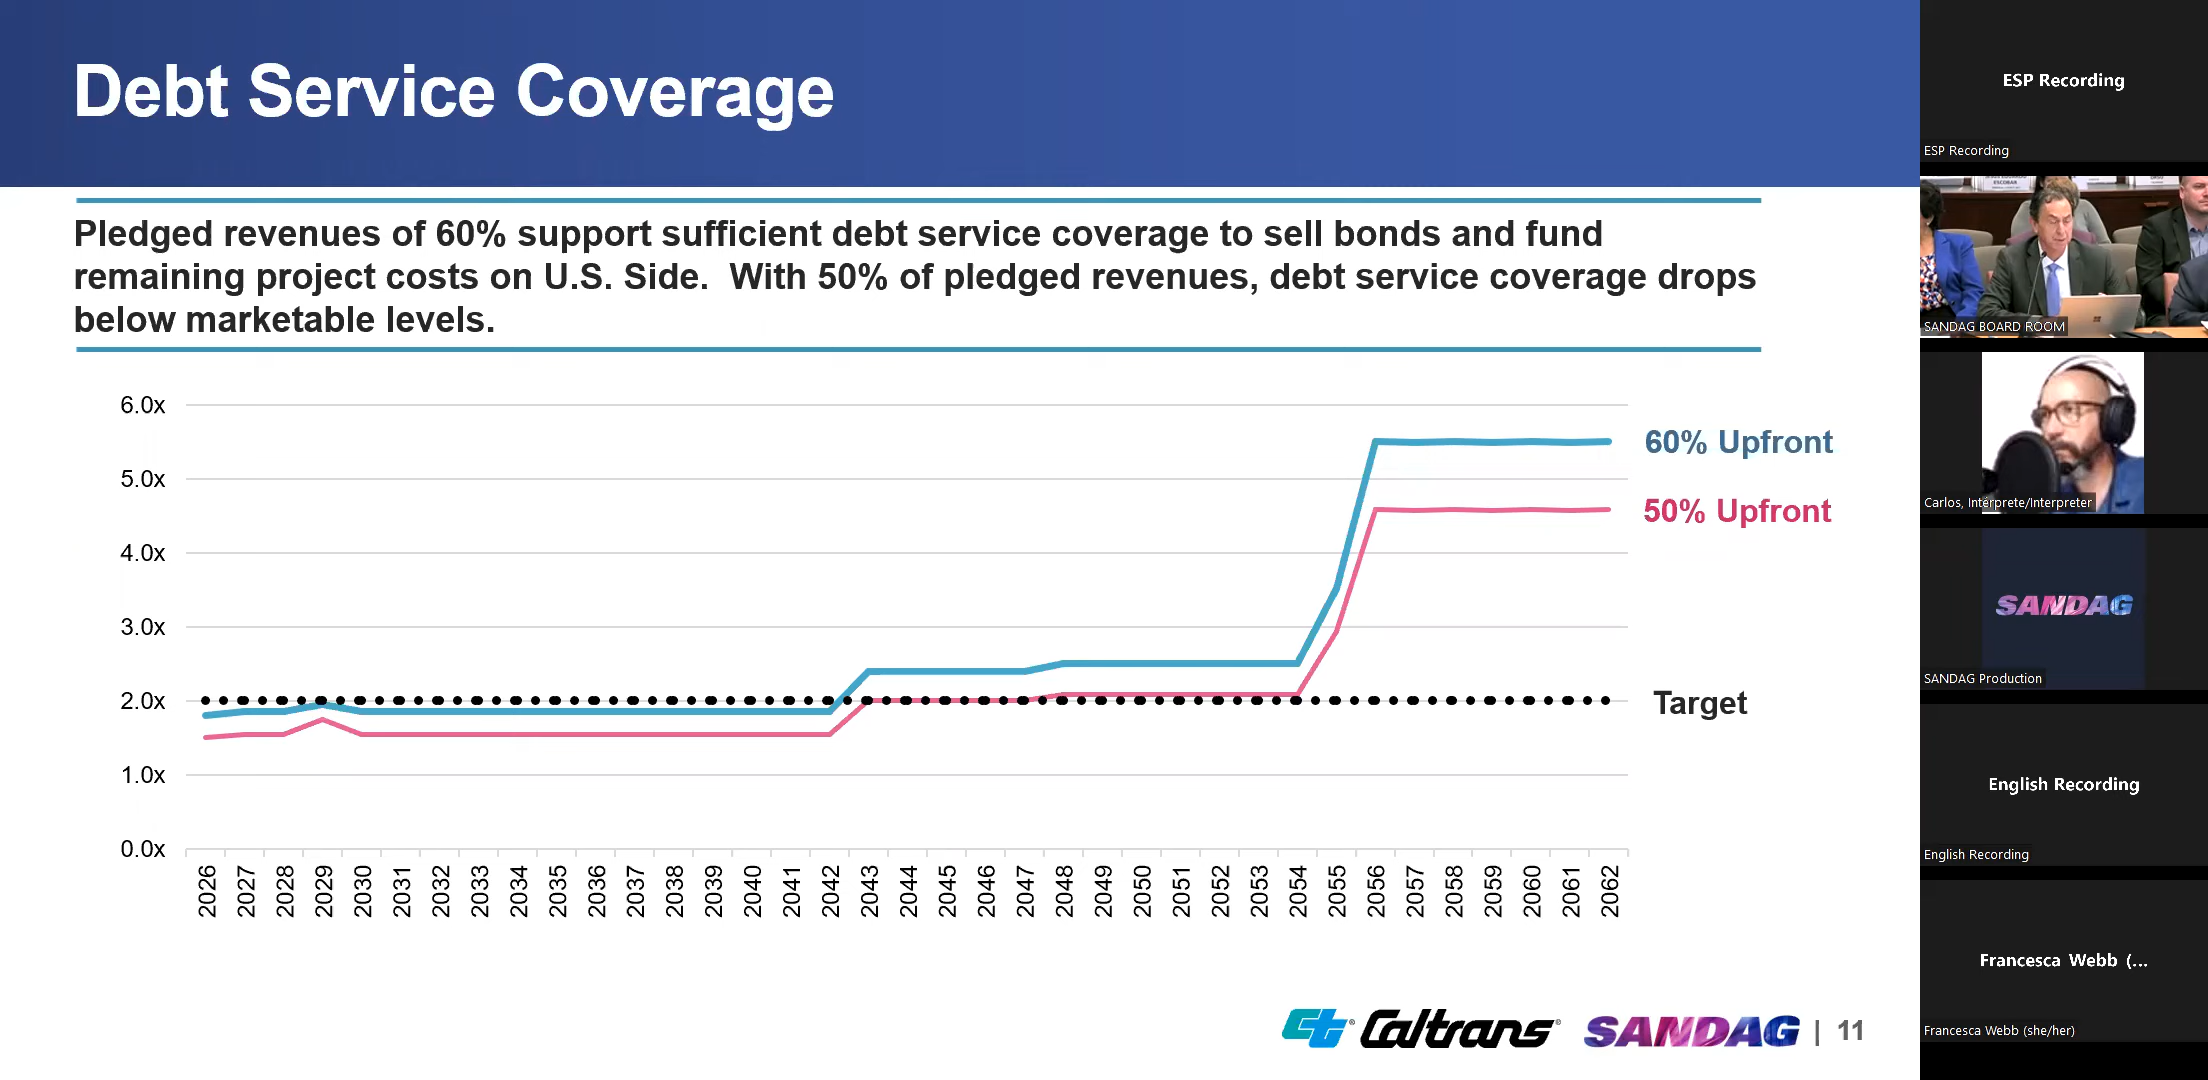 Debt Service Coverage
Pledged revenues of 60% support sufficient debt service coverage to sell bonds and fund
remaining project costs on U.S. Side.  With 50% of pledged revenues, debt service coverage drops
below marketable levels.
6.0x
5.0x
4.0x
3.0x
2.0x
1.0x
0.0x
60% Upfront
50% Upfront
Target
2026 2027 2028 2029 2030 2031 2032 2033 2034 2035 2036 2037 2038 2039 2040 2041 2042 2043 2044 2045 2046 2047 2048 2049 2050 2051 2052 2053 2054 2055 2056 2057 2058 2059 2060 2061 2062
Caltrans® SANDAG | 11
ESP Recording
ESP Recording
ESCOBAR
SANDAG BOARD ROOM
Carlos, Intérprete/Interpreter
SANDAG
SANDAG Production
English Recording
English Recording
Francesca Webb (...
Francesca Webb (she/her)